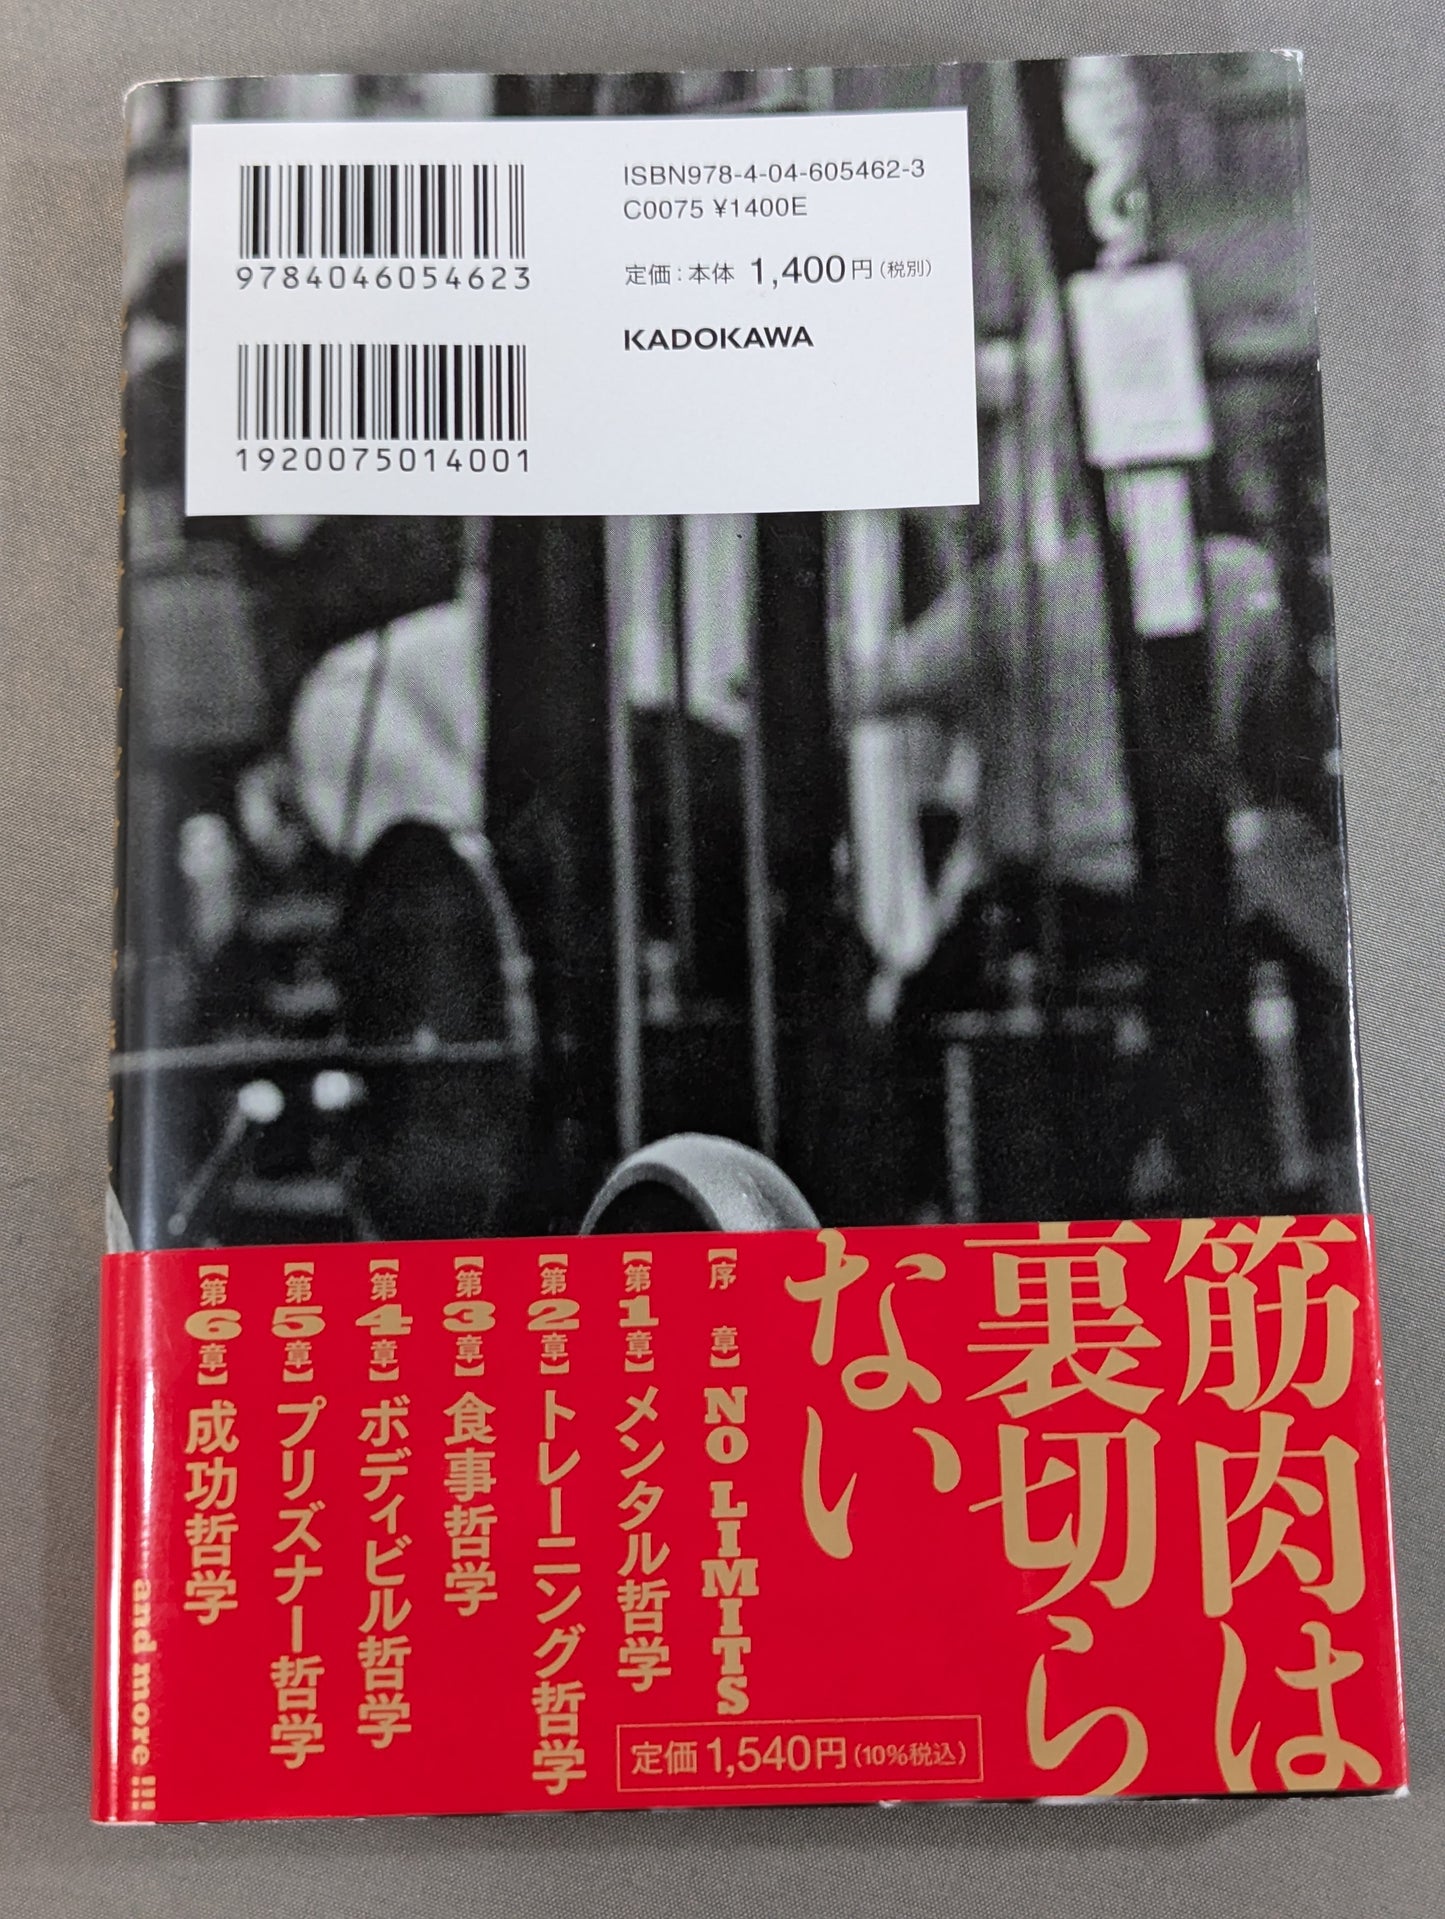 9784046054623
1920075014001
ISBN978-4-04-605462-3
C0075 ¥1400E
定価：本体 1,400円（税別）
KADOKAWA
筋肉は
裏切ら
ない
【序　章】NO LIMITS
【第1章】メンタル哲学
【第2章】トレーニング哲学
【第3章】食事哲学
【第4章】ボディビル哲学
【第5章】プリズナー哲学
【第6章】成功哲学
and more !!!
定価1,540円（10%税込）